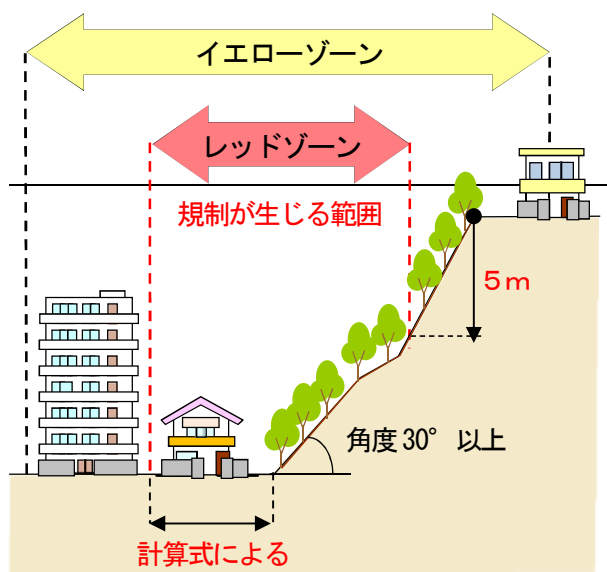 イエローゾーン
レッドゾーン
規制が生じる範囲
5m
角度30°以上
計算式による